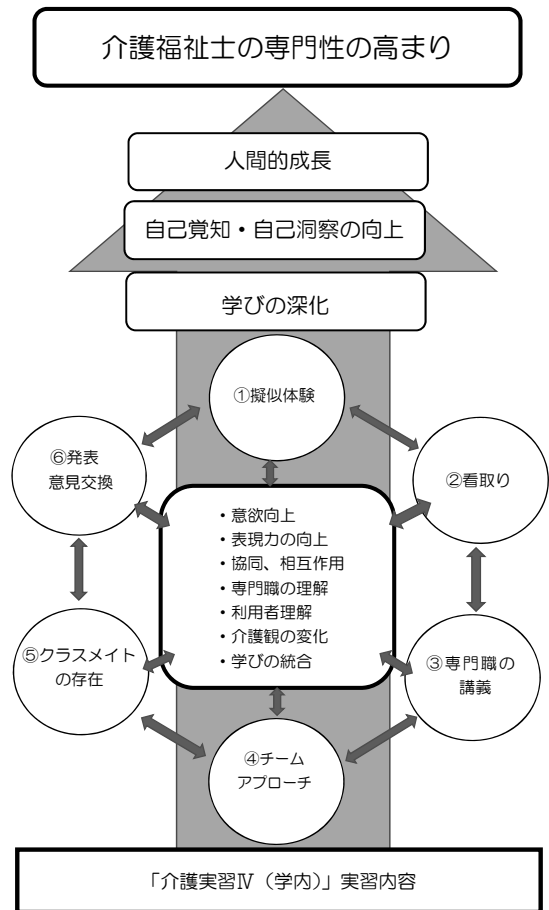 介護福祉士の専門性の高まり
人間的成長
自己覚知・自己洞察の向上
学びの深化
①擬似体験
⑥発表
意見交換
②看取り
・意欲向上
・表現力の向上
・協同、相互作用
・専門職の理解
・利用者理解
・介護観の変化
・学びの統合
⑤クラスメイト
の存在
③専門職の
講義
④チーム
アプローチ
「介護実習Ⅳ（学内）」実習内容